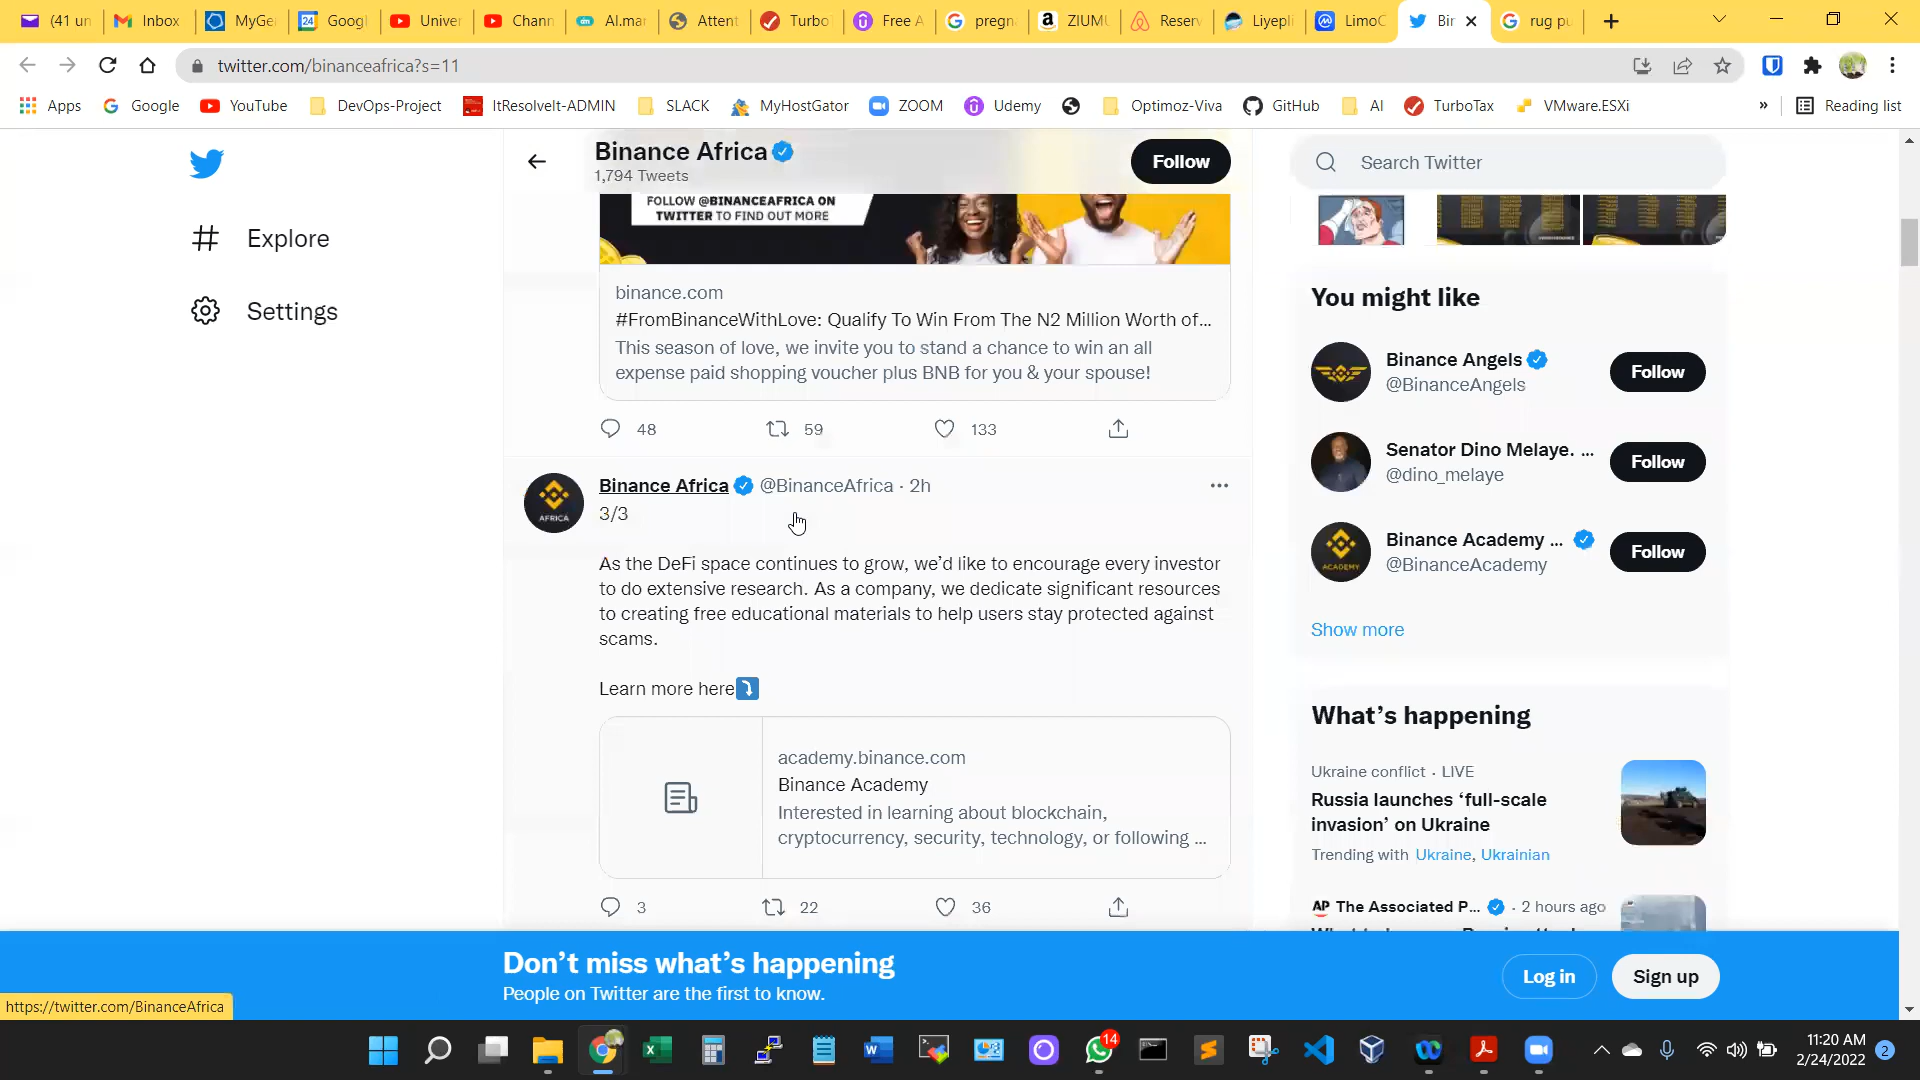 (41 un
Inbox
MyGe
Googl
Univer
Chann
AI.mar
Attent
Turbo
Free A
pregn
ZIUMU
Reserv
Liyepli
LimoC
Bin
rug pu
twitter.com/binanceafrica?s=11
Apps
Google
YouTube
DevOps-Project
ItResolveIt-ADMIN
SLACK
MyHostGator
ZOOM
Udemy
Optimoz-Viva
GitHub
AI
TurboTax
VMware.ESXi
»
Reading list
Explore
Settings
Binance Africa
1,794 Tweets
Follow
FOLLOW @BINANCEAFRICA ON
TWITTER TO FIND OUT MORE
binance.com
#FromBinanceWithLove: Qualify To Win From The N2 Million Worth of...
This season of love, we invite you to stand a chance to win an all
expense paid shopping voucher plus BNB for you & your spouse!
48
59
133
AFRICA
Binance Africa @BinanceAfrica · 2h
3/3
As the DeFi space continues to grow, we’d like to encourage every investor
to do extensive research. As a company, we dedicate significant resources
to creating free educational materials to help users stay protected against
scams.
Learn more here⤵
academy.binance.com
Binance Academy
Interested in learning about blockchain,
cryptocurrency, security, technology, or following ...
3
22
36
Search Twitter
You might like
Binance Angels
@BinanceAngels
Follow
Senator Dino Melaye. ...
@dino_melaye
Follow
ACADEMY
Binance Academy ...
@BinanceAcademy
Follow
Show more
What’s happening
Ukraine conflict · LIVE
Russia launches ‘full-scale
invasion’ on Ukraine
Trending with Ukraine, Ukrainian
AP The Associated P... · 2 hours ago
Don’t miss what’s happening
People on Twitter are the first to know.
Log in
Sign up
https://twitter.com/BinanceAfrica
14
11:20 AM
2/24/2022
2